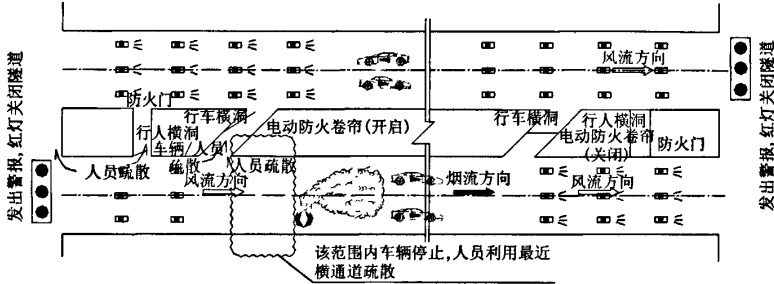 发出警报,红灯关闭隧道
风流方向
防火门
行车横洞
行人横洞
车辆/人员
疏散
人员疏散
人员疏散
风流方向
电动防火卷帘(开启)
行车横洞
行人横洞
电动防火卷帘
(关闭)
防火门
烟流方向
风流方向
该范围内车辆停止,人员利用最近
横通道疏散
发出警报,红灯关闭隧道